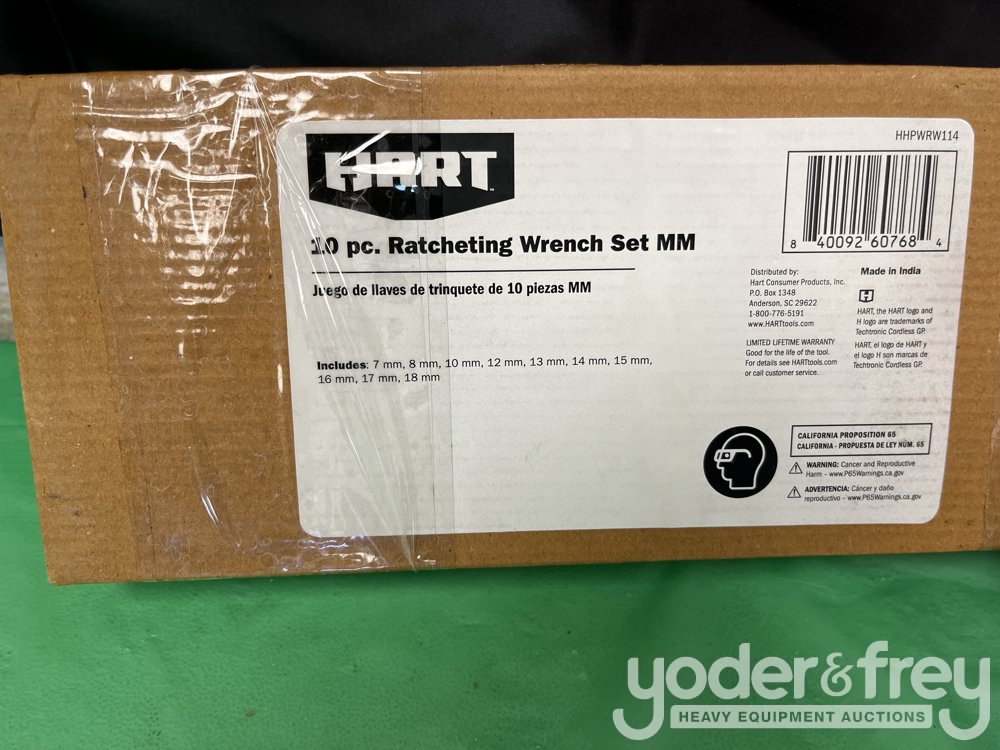 HART
HHPWRW114
8 40092 60768 4
10 pc. Ratcheting Wrench Set MM
Juego de llaves de trinquete de 10 piezas MM
Includes: 7 mm, 8 mm, 10 mm, 12 mm, 13 mm, 14 mm, 15 mm,
16 mm, 17 mm, 18 mm
Distributed by:
Hart Consumer Products, Inc.
P.O. Box 1348
Anderson, SC 29622
1-800-776-5191
www.HARTtools.com
LIMITED LIFETIME WARRANTY
Good for the life of the tool.
For details see HARTtools.com
or call customer service.
Made in India
HART, the HART logo and
H logo are trademarks of
Techtronic Cordless GP.
HART, el logo de HART y
el logo H son marcas de
Techtronic Cordless GP.
CALIFORNIA PROPOSITION 65
CALIFORNIA - PROPUESTA DE LEY NÚM. 65
WARNING: Cancer and Reproductive
Harm – www.P65Warnings.ca.gov
ADVERTENCIA: Cáncer y daño
reproductivo – www.P65Warnings.ca.gov
yoder&frey
HEAVY EQUIPMENT AUCTIONS